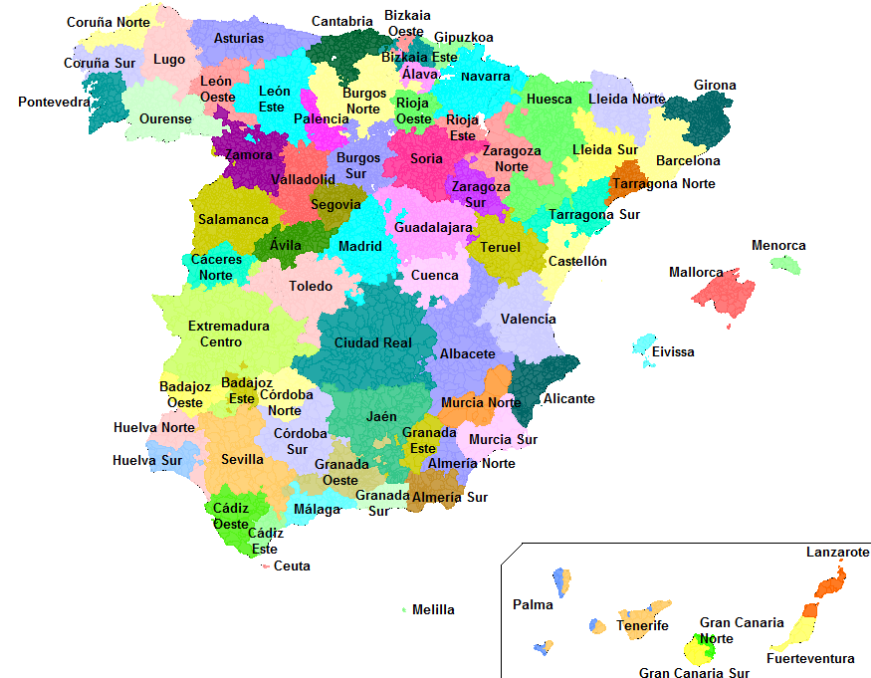 Bizkaia
Oeste
Coruña Norte
Cantabria
Asturias
Gipuzkoa
Coruña Sur
Lugo
Bizkaia Este
Álava
Navarra
León
Oeste
León
Este
Girona
Pontevedra
Burgos
Norte
Rioja
Oeste
Huesca
Lleida Norte
Ourense
Palencia
Rioja
Este
Zamora
Burgos
Sur
Soria
Zaragoza
Norte
Lleida Sur
Barcelona
Valladolid
Zaragoza
Sur
Tarragona Norte
Segovia
Salamanca
Guadalajara
Tarragona Sur
Ávila
Madrid
Teruel
Menorca
Cáceres
Norte
Cuenca
Castellón
Mallorca
Toledo
Extremadura
Centro
Valencia
Ciudad Real
Albacete
Eivissa
Badajoz
Oeste
Badajoz
Este
Córdoba
Norte
Murcia Norte
Alicante
Jaén
Huelva Norte
Córdoba
Sur
Granada
Este
Murcia Sur
Huelva Sur
Sevilla
Granada
Oeste
Almería Norte
Granada
Sur
Almería Sur
Cádiz
Oeste
Málaga
Cádiz
Este
Ceuta
Lanzarote
Melilla
Palma
Tenerife
Gran Canaria
Norte
Fuerteventura
Gran Canaria Sur